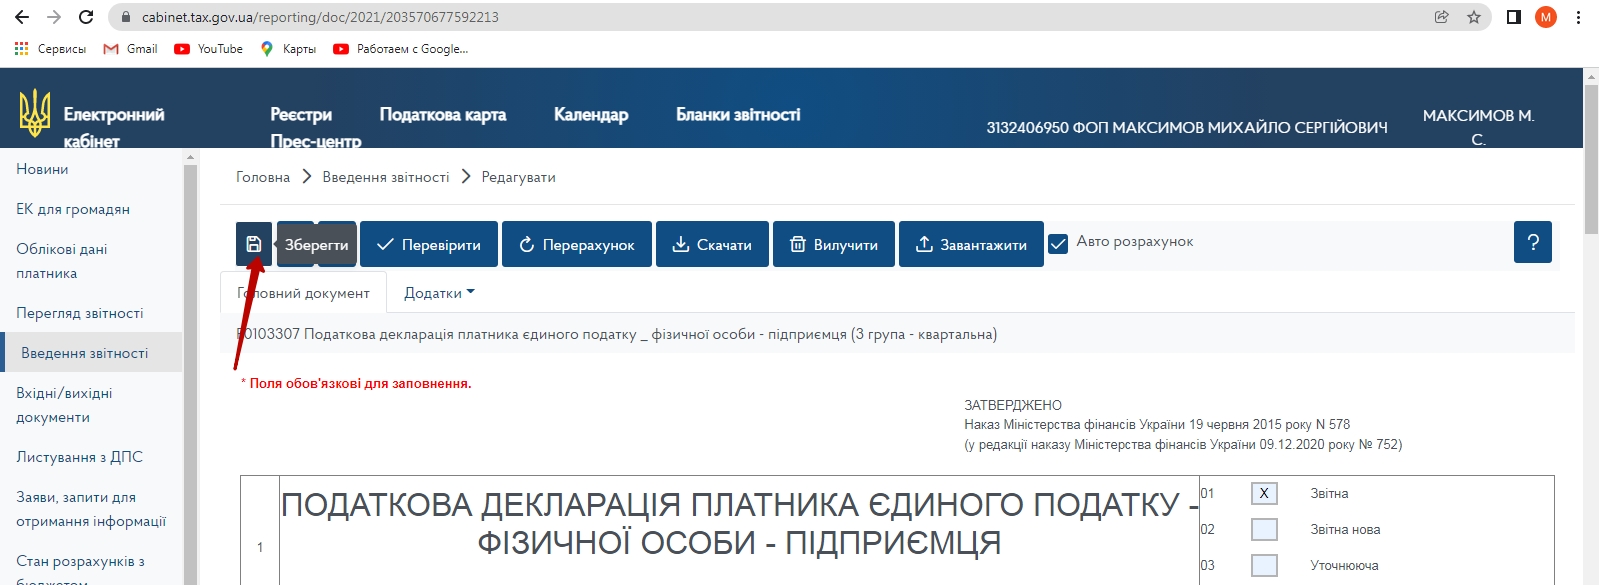 cabinet.tax.gov.ua/reporting/doc/2021/203570677592213
M
Сервисы Gmail YouTube Карты Работаем с Google...
Електронний кабінет
Реєстри Податкова карта Календар Бланки звітності
Прес-центр
3132406950 ФОП МАКСИМОВ МИХАЙЛО СЕРГІЙОВИ�ч
МАКСИМОВ М. С.
Новини
ЕК для громадян
Облікові дані
платника
Перегляд звітності
Введення звітності
Вхідні/вихідні
документи
Листування з ДПС
Заяви, запити для
отримання інформації
Стан розрахунків з
бюджетом
Головна > Введення звітності > Редагувати
Зберегти Перевірити Перерахунок Скачати Вилучити Завантажити Авто розрахунок ?
Головний документ Додатки
F0103307 Податкова декларація платника єдиного податку _ фізичної особи - підприємця (3 група - квартальна)
* Поля обов'язкові для заповнення.
ЗАТВЕРДЖЕНО
Наказ Міністерства фінансів України 19 червня 2015 року N 578
(у редакції наказу Міністерства фінансів України 09.12.2020 року № 752)
1
ПОДАТКОВА ДЕКЛАРАЦІЯ ПЛАТНИКА ЄДИНОГО ПОДАТКУ -
ФІЗИЧНОЇ ОСОБИ - ПІДПРИЄМЦЯ
01 X Звітна
02 Звітна нова
03 Уточнююча